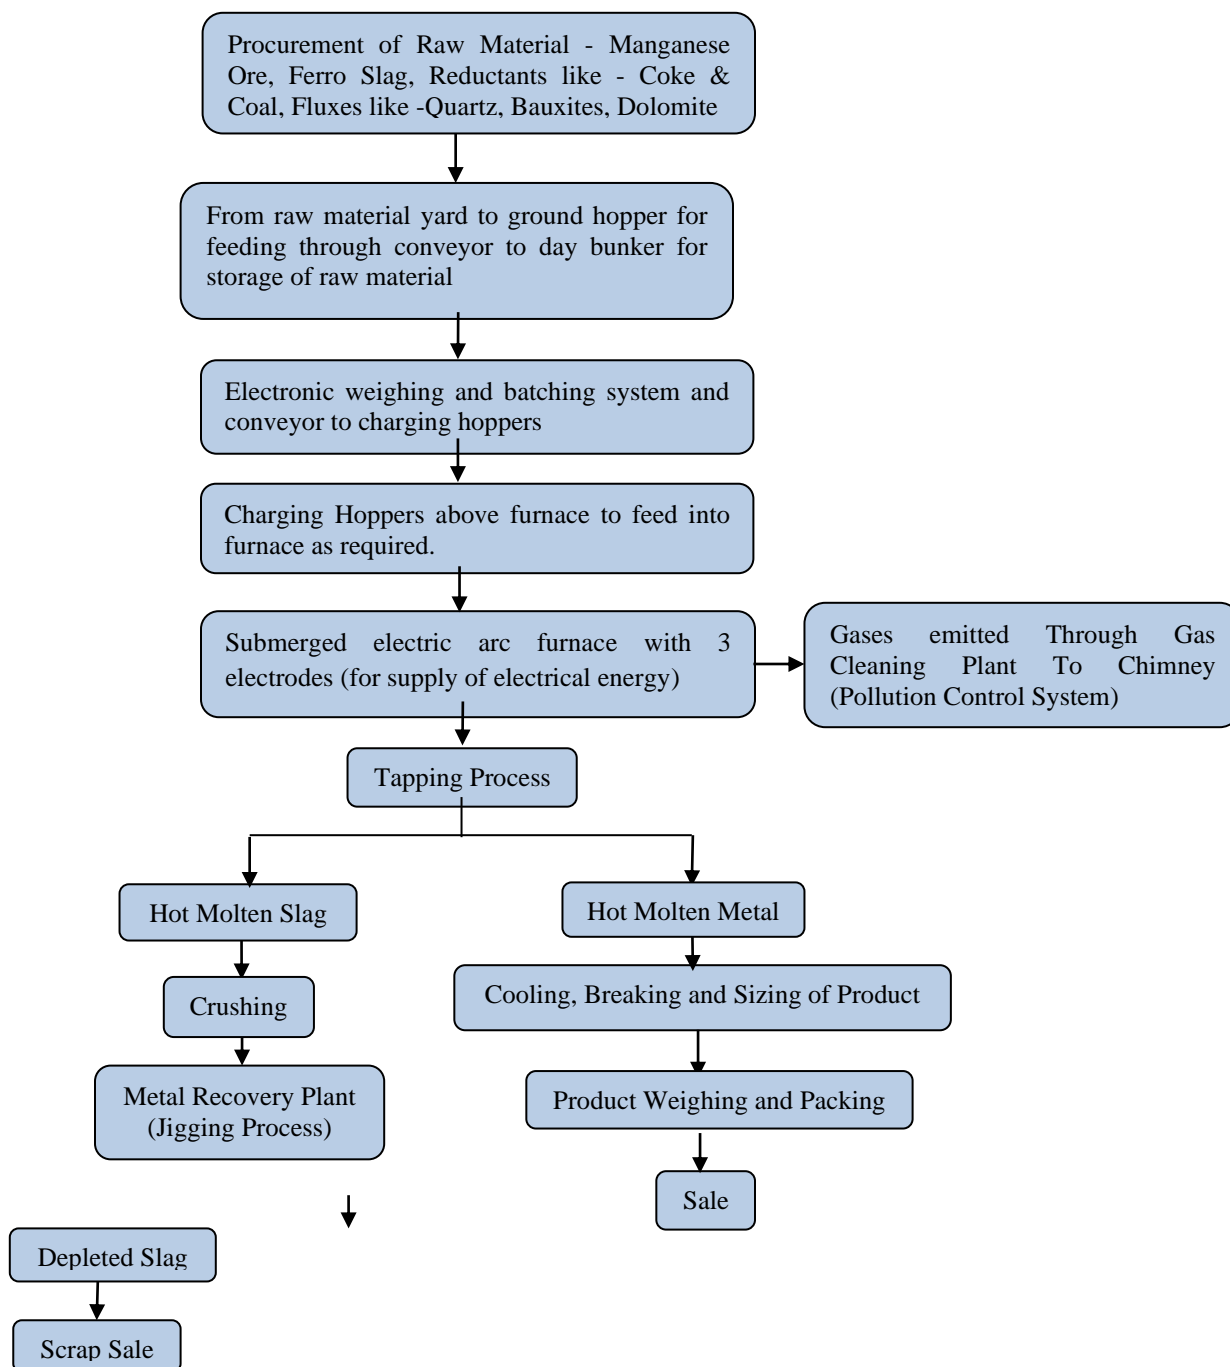 Procurement of Raw Material - Manganese
Ore, Ferro Slag, Reductants like - Coke &
Coal, Fluxes like -Quartz, Bauxites, Dolomite
From raw material yard to ground hopper for
feeding through conveyor to day bunker for
storage of raw material
Electronic weighing and batching system and
conveyor to charging hoppers
Charging Hoppers above furnace to feed into
furnace as required.
Submerged electric arc furnace with 3
electrodes (for supply of electrical energy)
Gases emitted Through Gas
Cleaning Plant To Chimney
(Pollution Control System)
Tapping Process
Hot Molten Slag
Hot Molten Metal
Crushing
Cooling, Breaking and Sizing of Product
Metal Recovery Plant
(Jigging Process)
Product Weighing and Packing
Sale
Depleted Slag
Scrap Sale